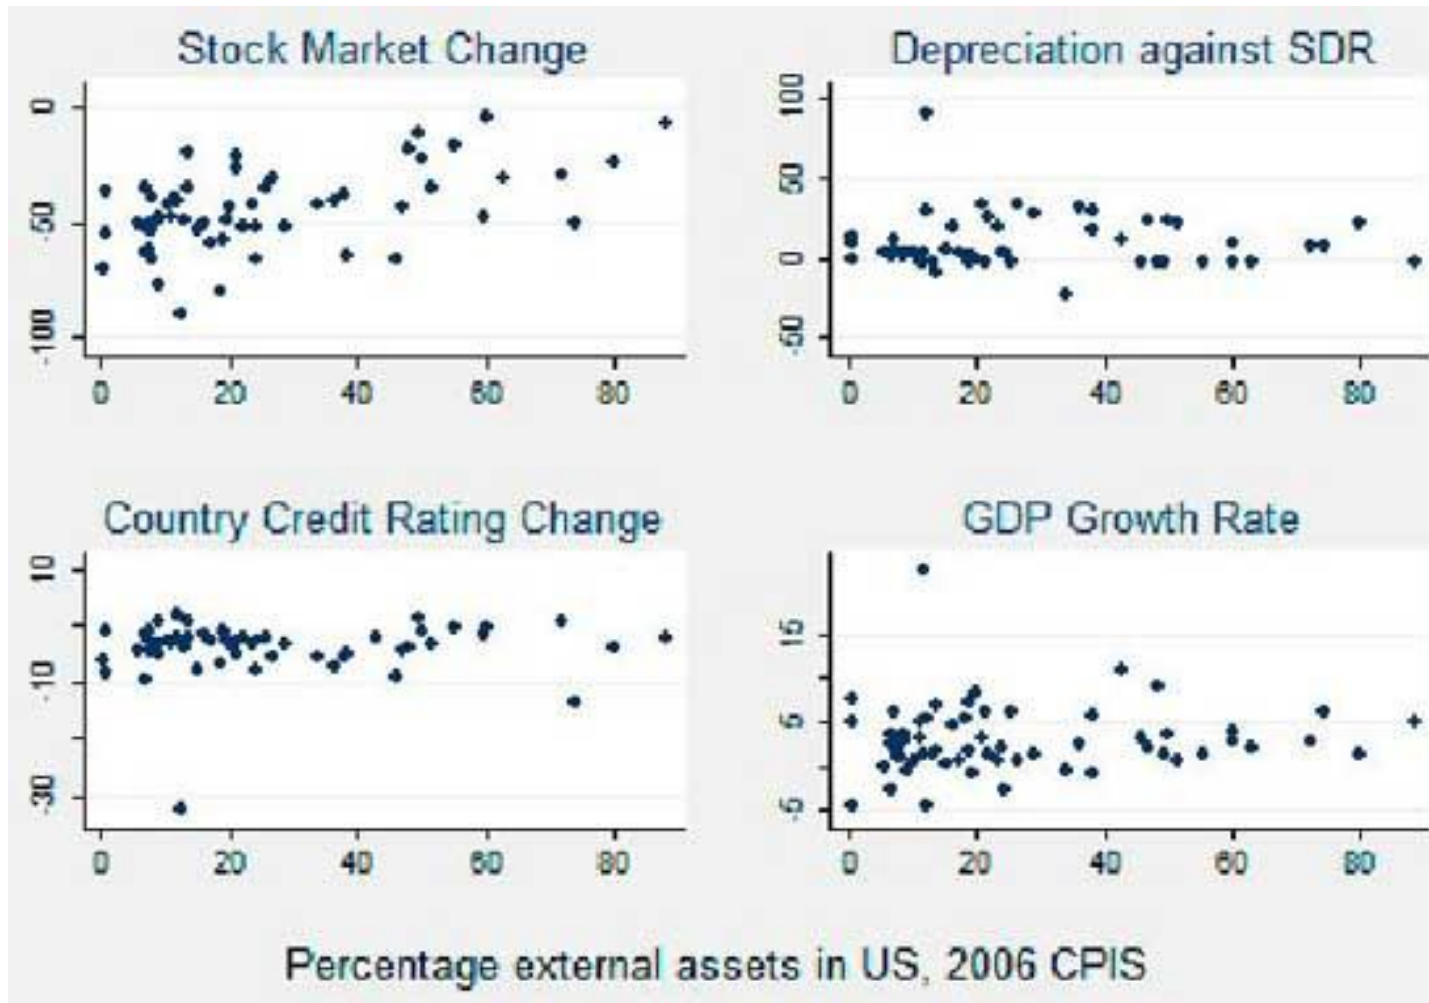 Stock Market Change
0
-50
-100
0 20 40 60 80
Depreciation against SDR
100
50
0
-50
0 20 40 60 80
Country Credit Rating Change
10
-10
-30
0 20 40 60 80
GDP Growth Rate
15
5
-5
0 20 40 60 80
Percentage external assets in US, 2006 CPIS